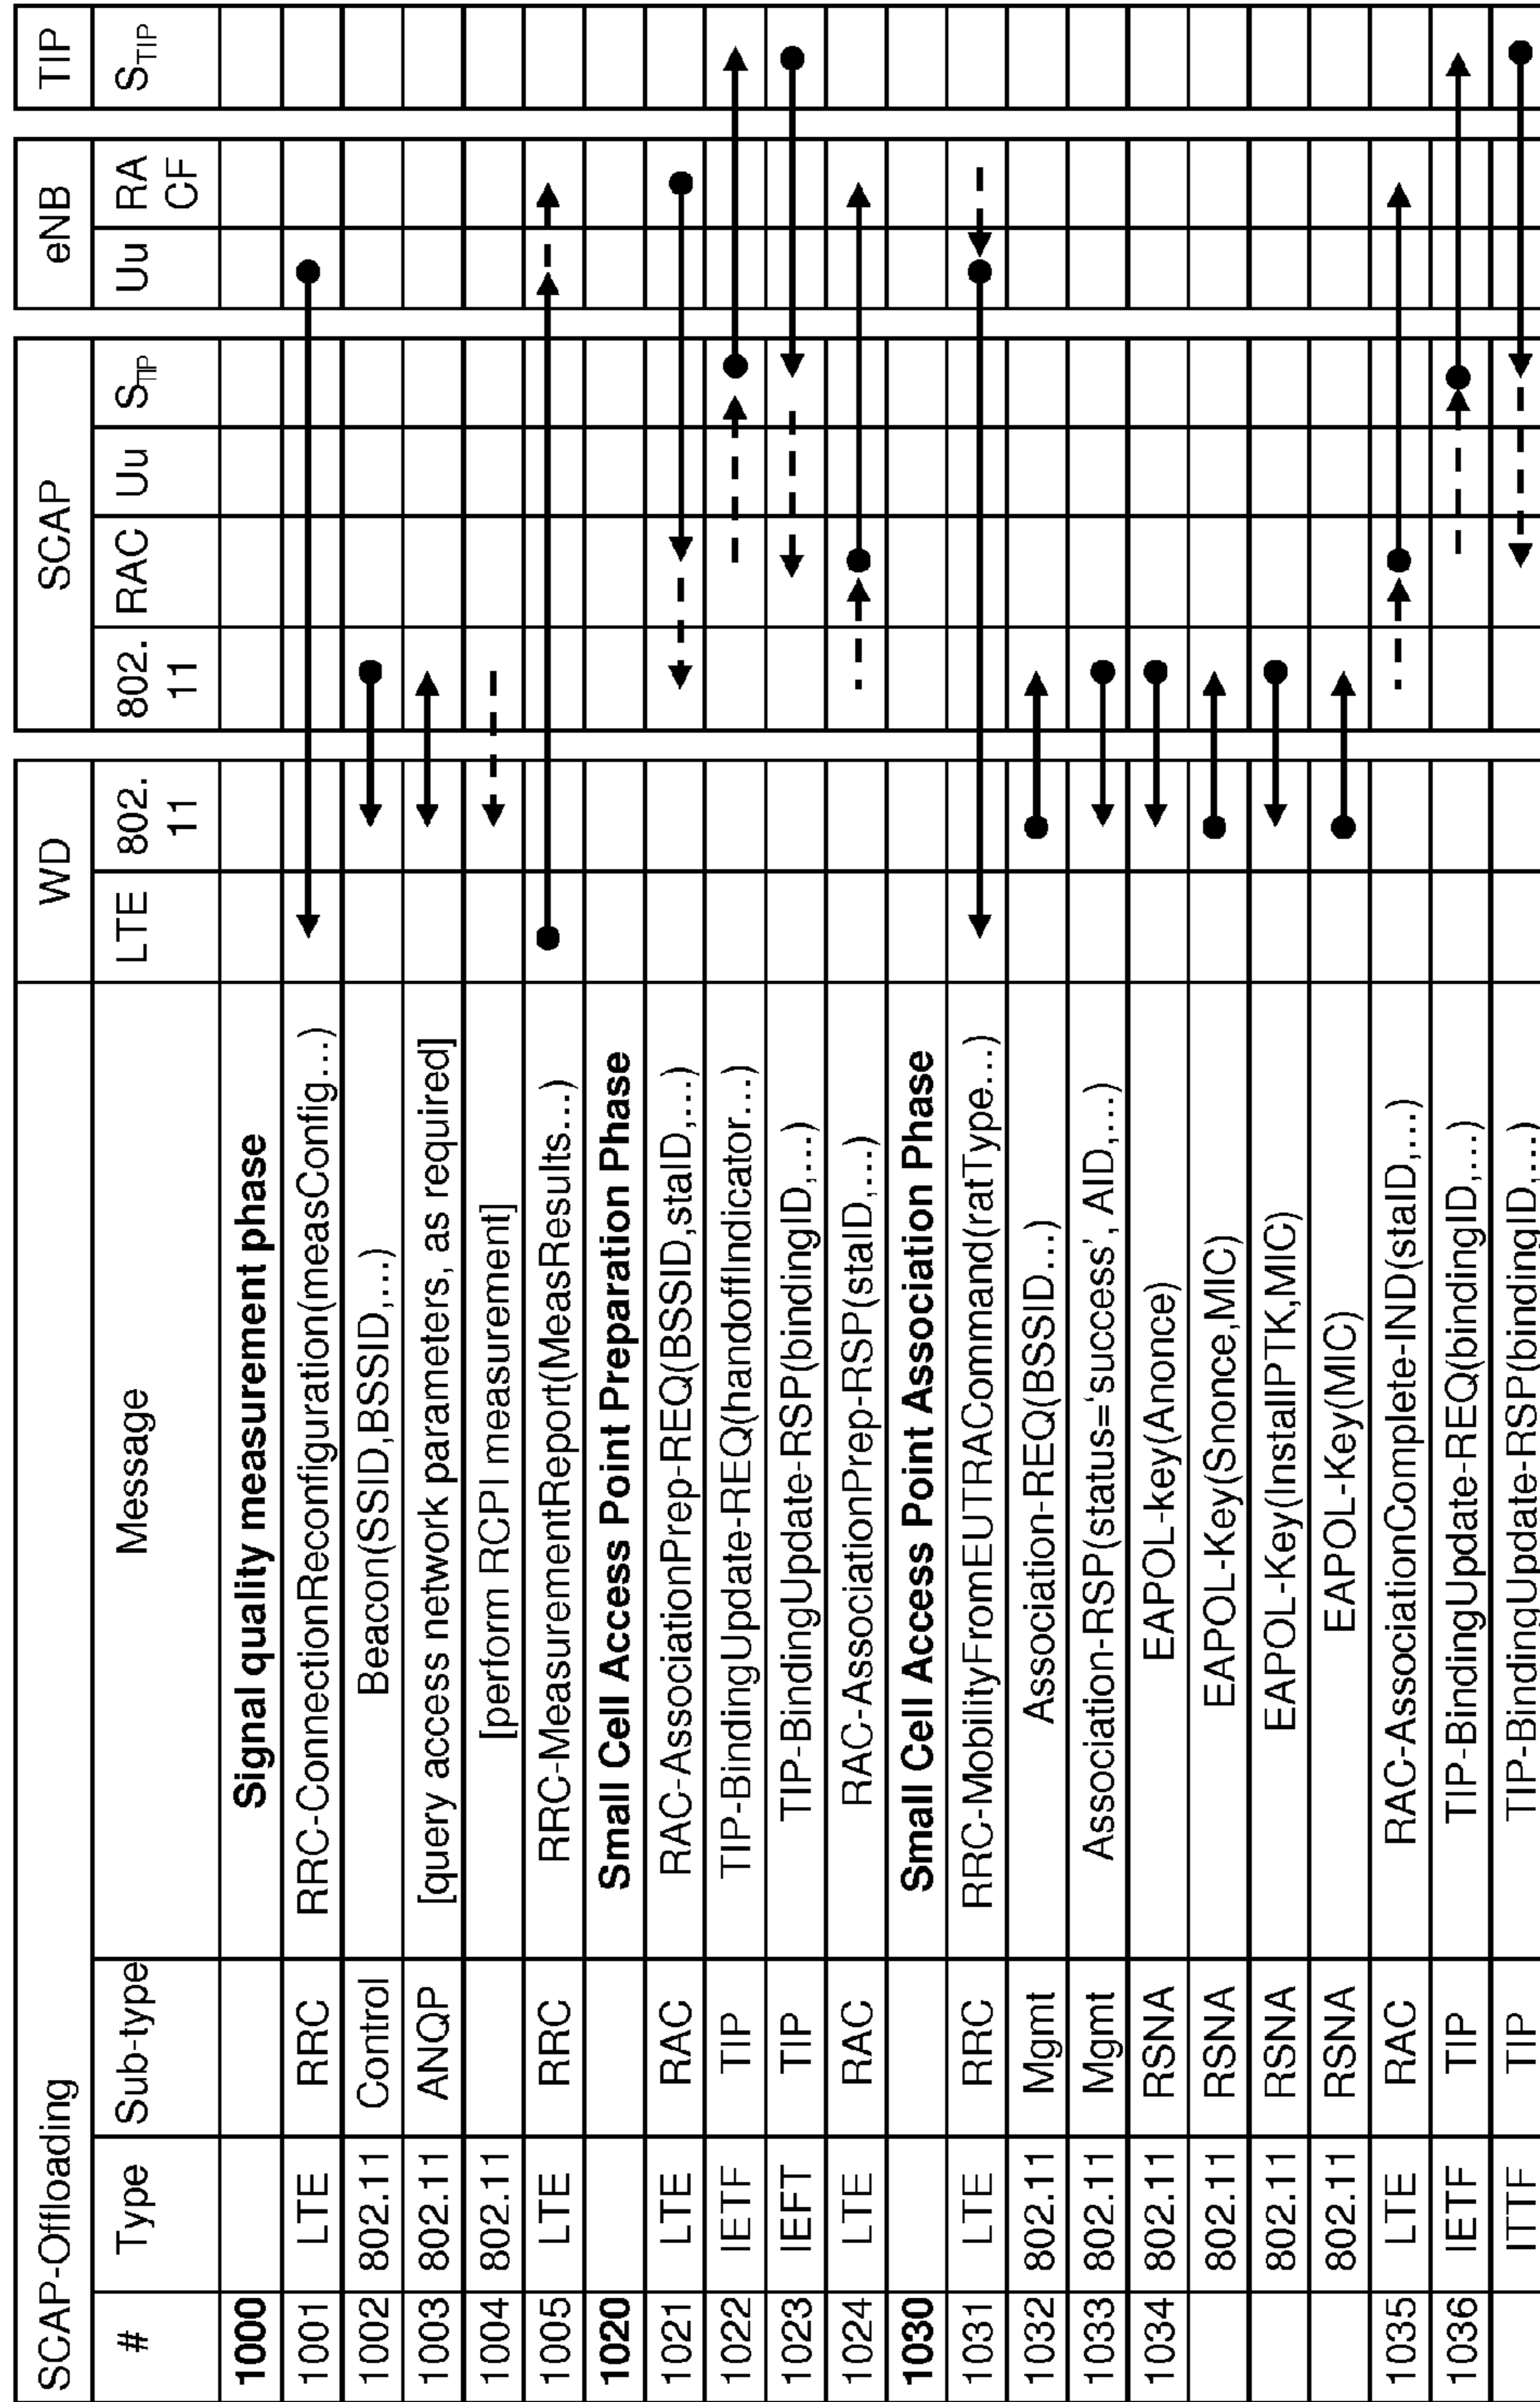 SCAP-Offloading WD SCAP eNB TIP
# Type Sub-type Message LTE 802.11 802.11 RAC Uu S_TIP Uu RACF S_TIP
1000 Signal quality measurement phase
1001 LTE RRC RRC-ConnectionReconfiguration(measConfig...)
1002 802.11 Control Beacon(SSID,BSSID,...)
1003 802.11 ANQP [query access network parameters, as required]
1004 802.11 [perform RCPI measurement]
1005 LTE RRC RRC-MeasurementReport(MeasResults...)
1020 Small Cell Access Point Preparation Phase
1021 LTE RAC RAC-AssociationPrep-REQ(BSSID,staID,...)
1022 IETF TIP TIP-BindingUpdate-REQ(handoffIndicator...)
1023 IEFT TIP TIP-BindingUpdate-RSP(bindingID,...)
1024 LTE RAC RAC-AssociationPrep-RSP(staID,...)
1030 Small Cell Access Point Association Phase
1031 LTE RRC RRC-MobilityFromEUTRACommand(ratType...)
1032 802.11 Mgmt Association-REQ(BSSID...)
1033 802.11 Mgmt Association-RSP(status='success', AID,...)
1034 802.11 RSNA EAPOL-key(Anonce)
802.11 RSNA EAPOL-Key(Snonce,MIC)
802.11 RSNA EAPOL-Key(InstallPTK,MIC)
802.11 RSNA EAPOL-Key(MIC)
1035 LTE RAC RAC-AssociationComplete-IND(staID,...)
1036 IETF TIP TIP-BindingUpdate-REQ(bindingID,...)
ITTF TIP TIP-BindingUpdate-RSP(bindingID,...)